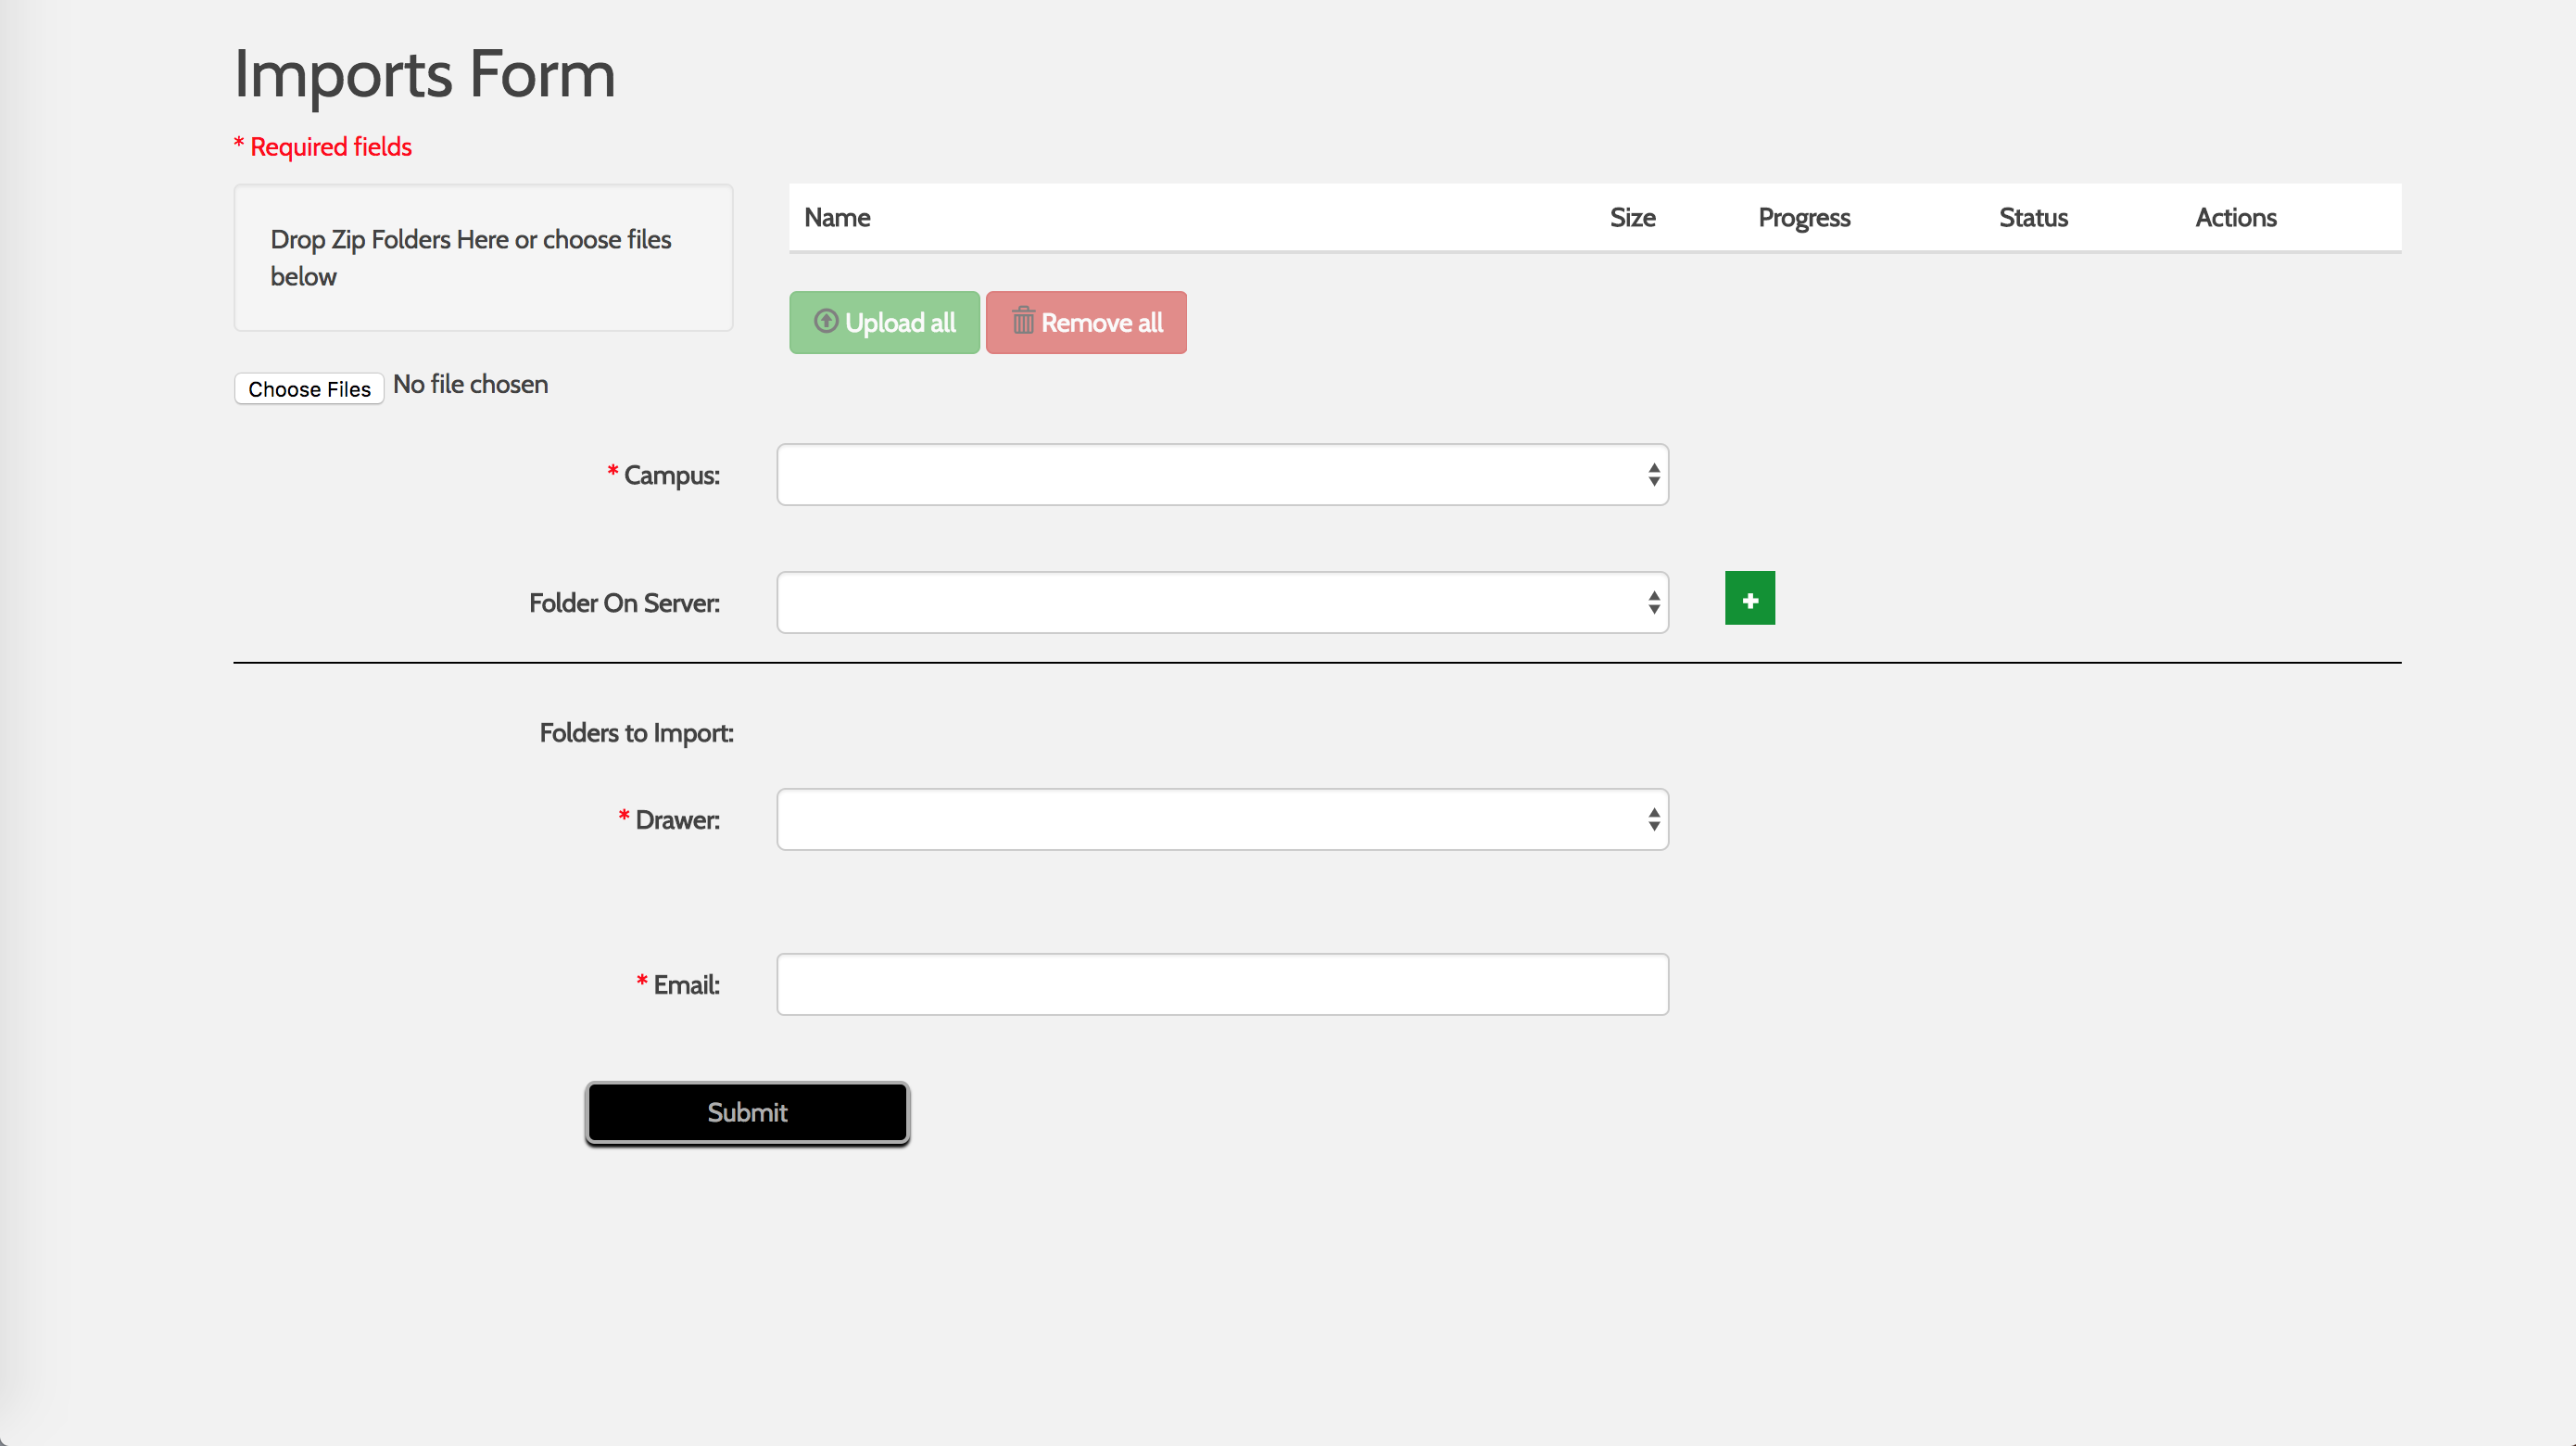 Imports Form
* Required fields
Drop Zip Folders Here or choose files
below
Name Size Progress Status Actions
Upload all Remove all
Choose Files No file chosen
* Campus:
Folder On Server:
Folders to Import:
* Drawer:
* Email:
Submit